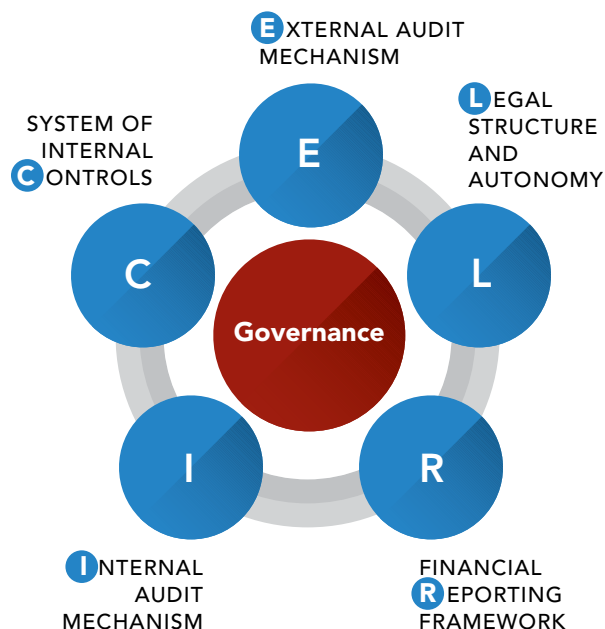 EXTERNAL AUDIT
MECHANISM
LEGAL
STRUCTURE
AND
AUTONOMY
SYSTEM OF
INTERNAL
CONTROLS
E
C
L
Governance
I
R
INTERNAL
AUDIT
MECHANISM
FINANCIAL
REPORTING
FRAMEWORK